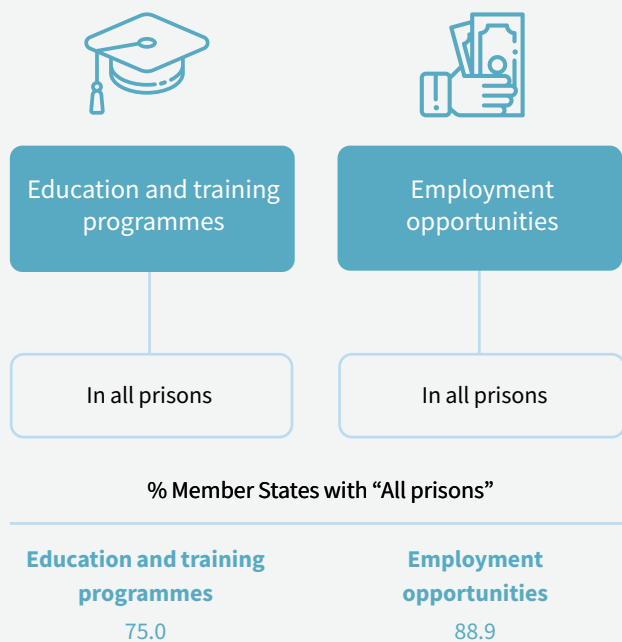 Education and training
programmes
Employment
opportunities
In all prisons
In all prisons
% Member States with “All prisons”
Education and training
programmes
75.0
Employment
opportunities
88.9